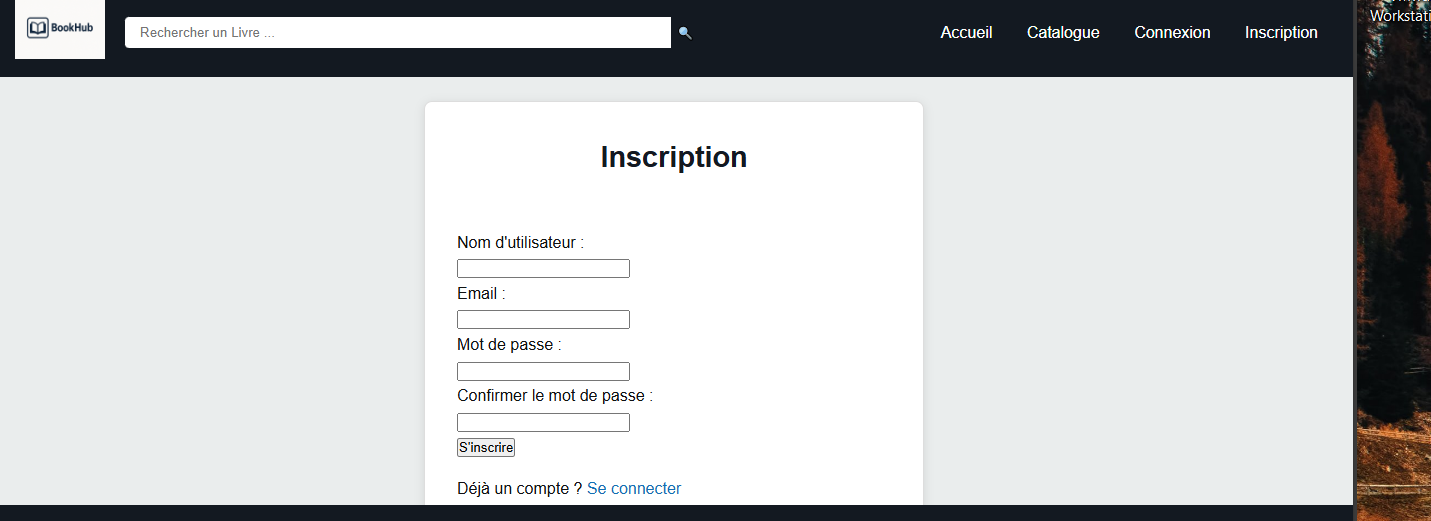 BookHub
Rechercher un Livre ...
Accueil Catalogue Connexion Inscription
Inscription
Nom d'utilisateur :
Email :
Mot de passe :
Confirmer le mot de passe :
S'inscrire
Déjà un compte ? Se connecter